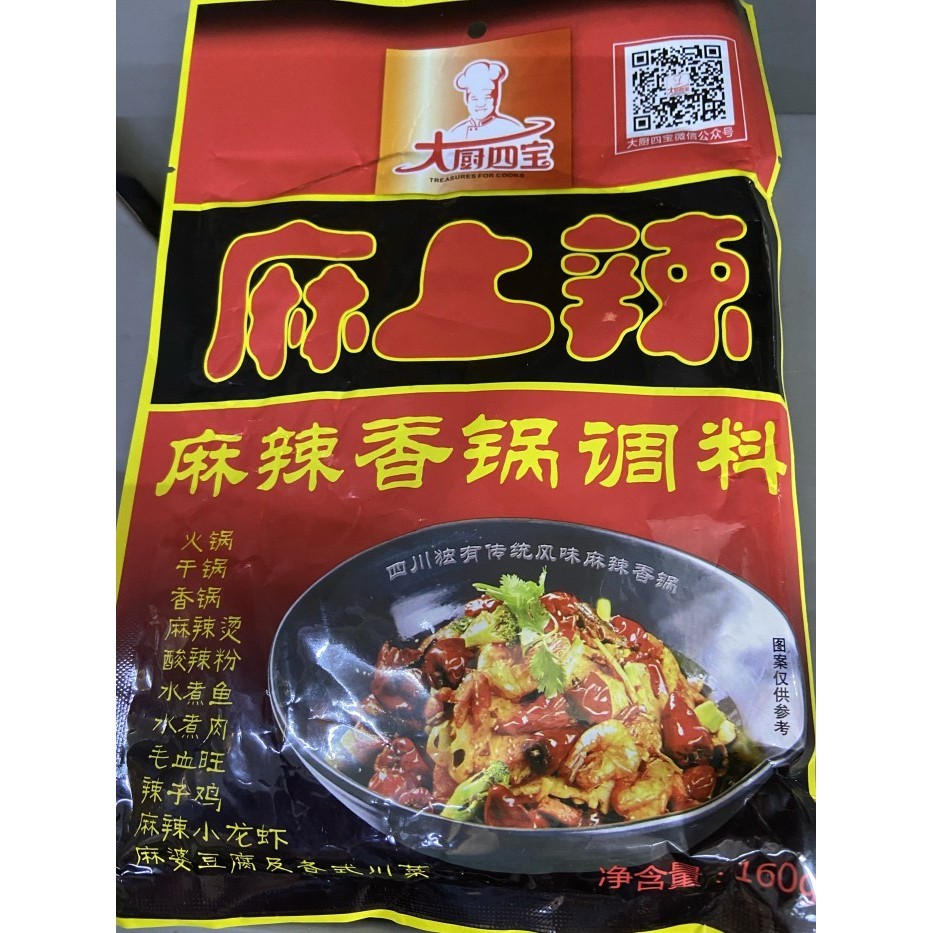 大厨四宝
TREASURES FOR COOKS
大厨四宝微信公众号
麻上辣
麻辣香锅调料
火锅
干锅
香锅
麻辣烫
酸辣粉
水煮鱼
水煮肉
毛血旺
辣子鸡
麻辣小龙虾
麻婆豆腐及各式川菜
四川独有传统风味麻辣香锅
图案仅供参考
净含量：160g